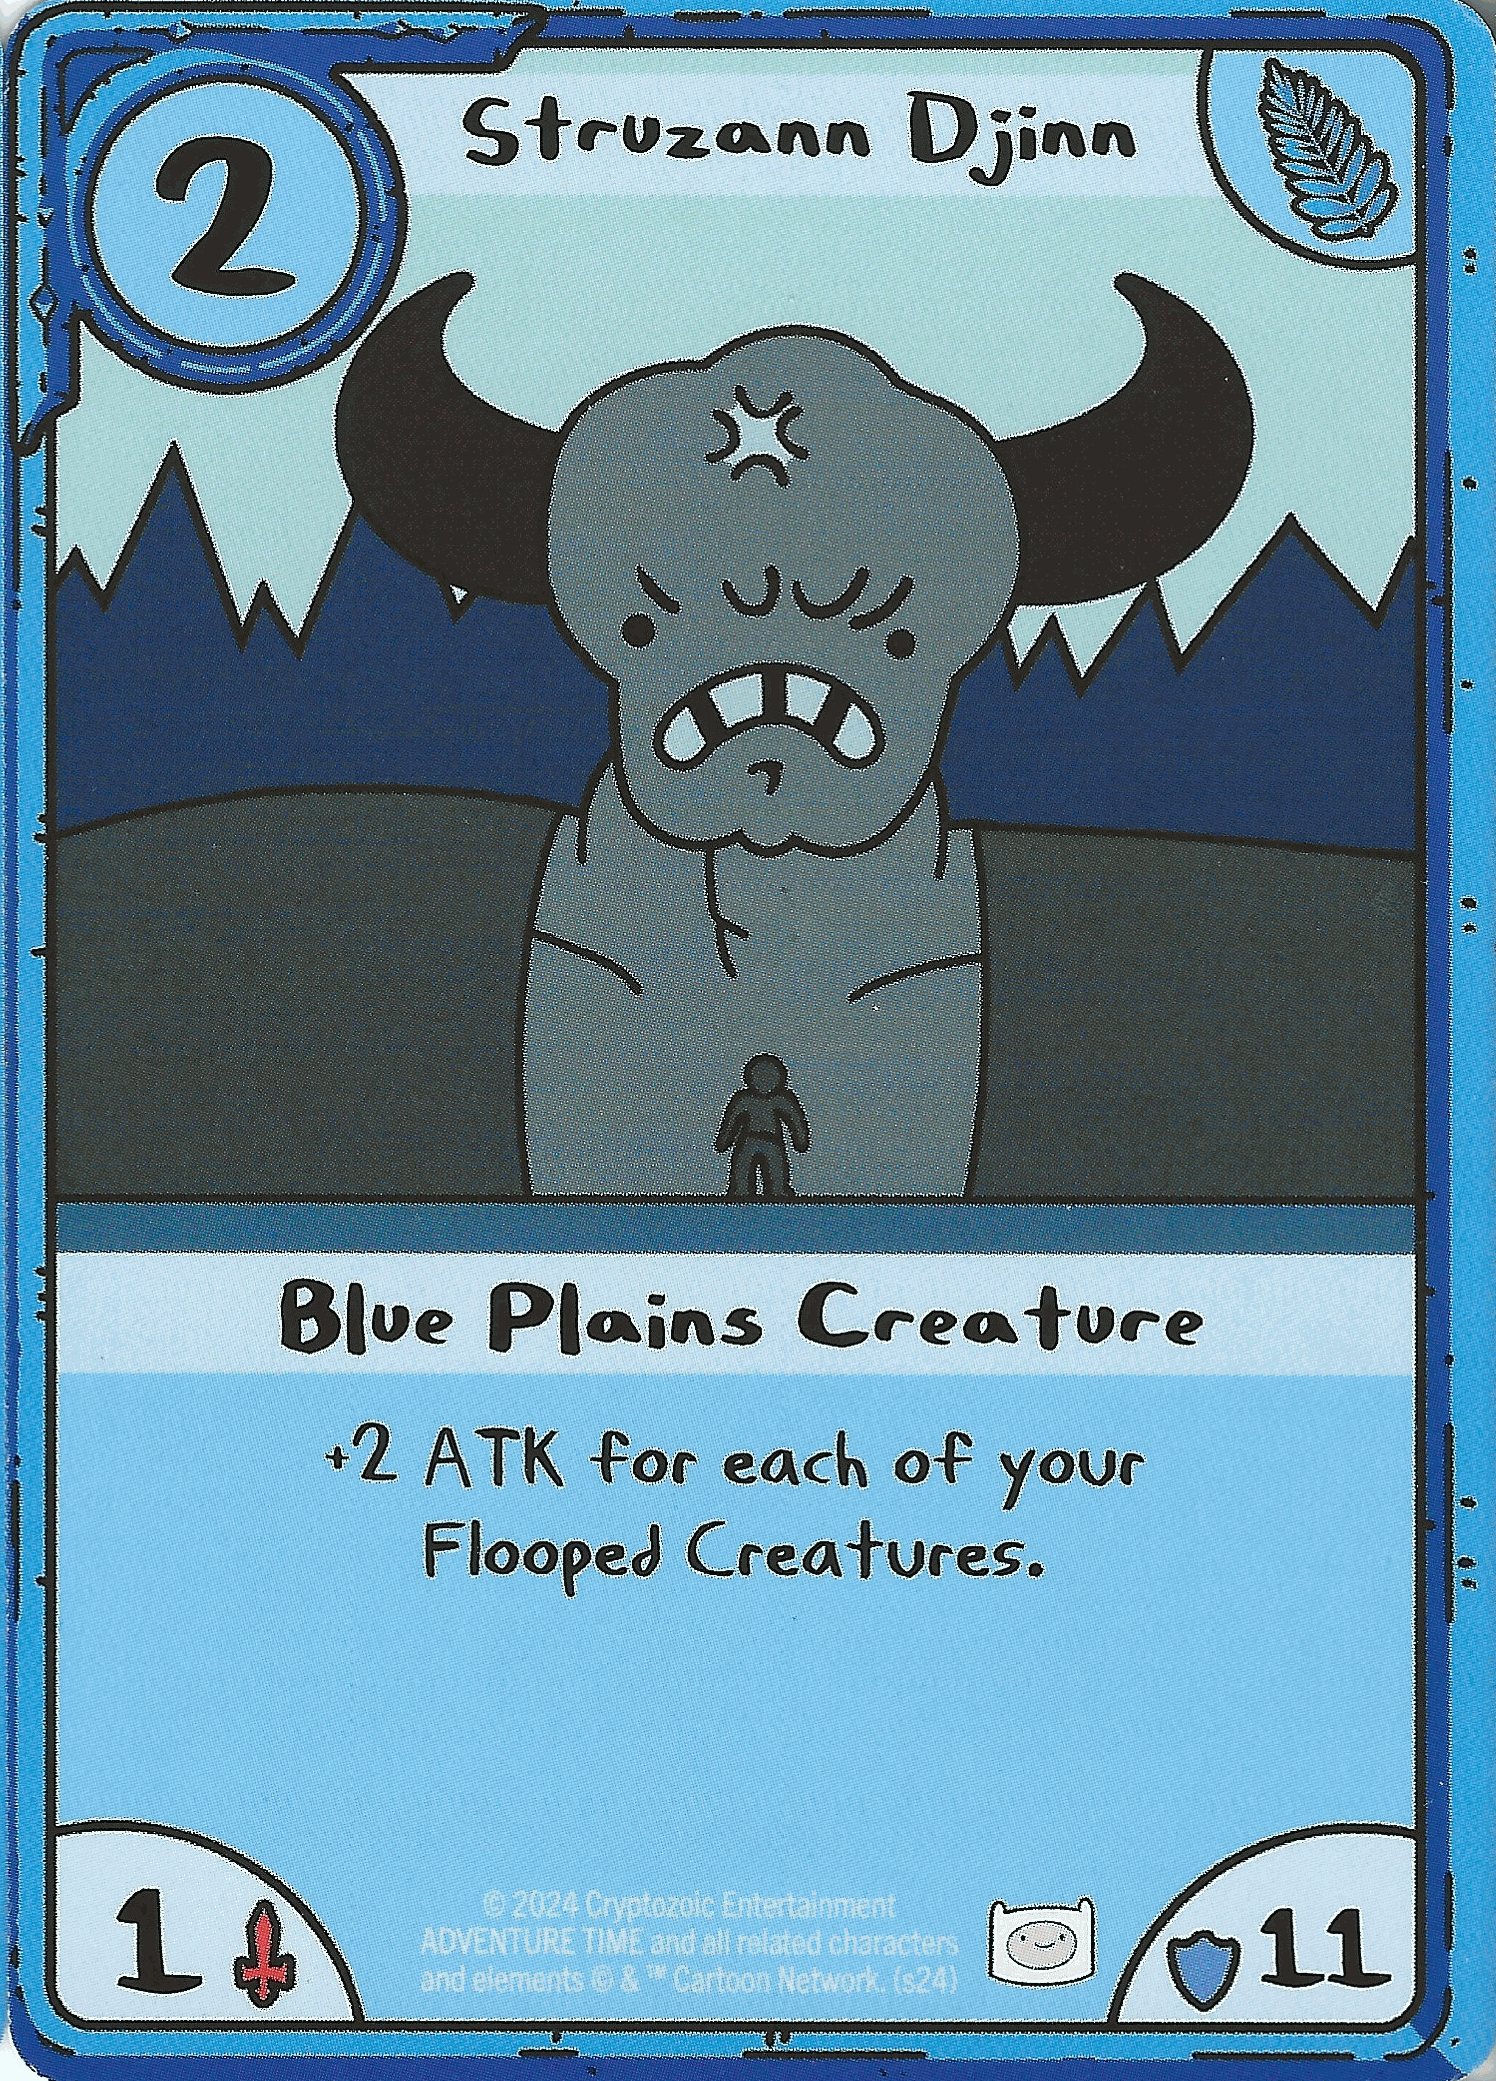 2
Struzann Djinn
Blue Plains Creature
+2 ATK for each of your
Flooped Creatures.
1
© 2024 Cryptozoic Entertainment
ADVENTURE TIME and all related characters
and elements © & ™ Cartoon Network. (s24)
11